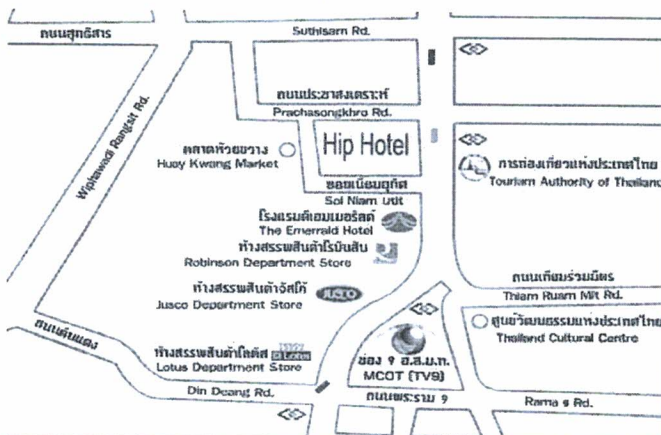 ถนนสุทธิสาร
Suthisarn Rd.
Wiphawadi Rangsit Rd.
ถนนประชาสงเคราะห์
Prachasongkhro Rd.
ตลาดห้วยขวาง
Huay Kwang Market
Hip Hotel
การท่องเที่ยวแห่งประเทศไทย
Tourism Authority of Thailand
ซอยเนียมอุทิศ
Soi Niam Utit
โรงแรมดิเอมเมอรัลด์
The Emerrald Hotel
ห้างสรรพสินค้าโรบินสัน
Robinson Department Store
ห้างสรรพสินค้าจัสโก้
Jusco Department Store
JUSCO
ถนนเทียมร่วมมิตร
Thiam Ruam Mit Rd.
ศูนย์วัฒนธรรมแห่งประเทศไทย
Thailand Cultural Centre
ถนนดินแดง
ห้างสรรพสินค้าโลตัส
Lotus Department Store
Lotus
ช่อง 9 อ.ส.ม.ท.
MCOT (TV9)
Din Deang Rd.
ถนนพระราม 9
Rama 9 Rd.